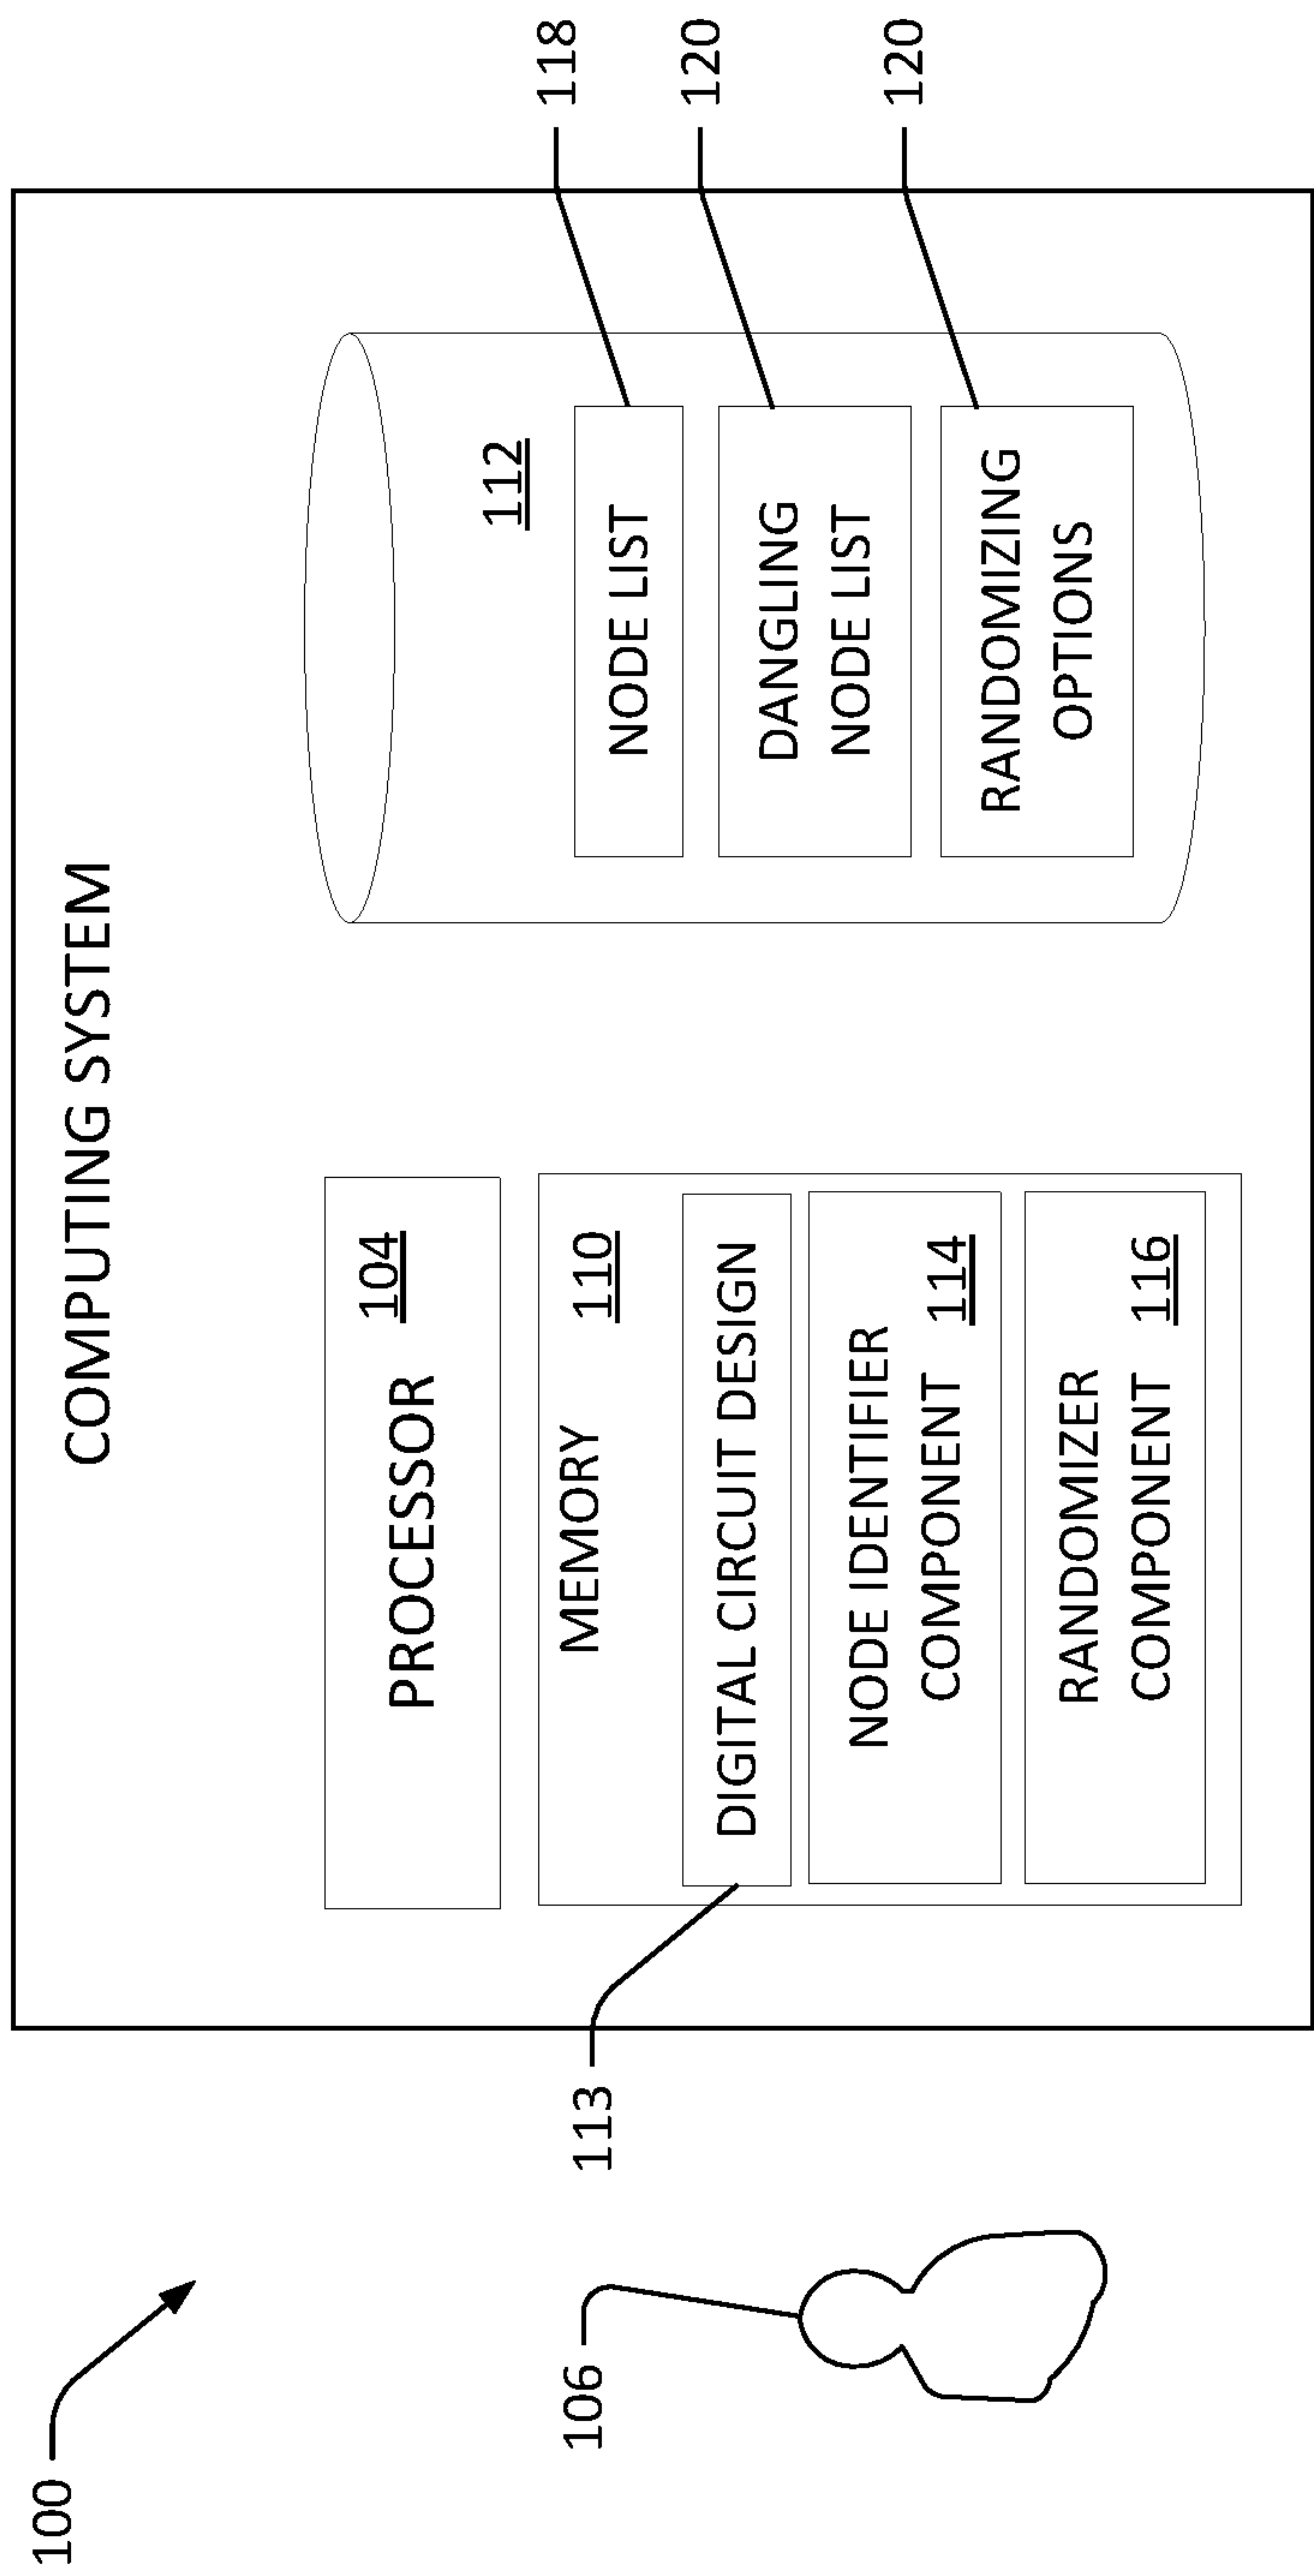 100
COMPUTING SYSTEM
106
113
PROCESSOR
104
MEMORY
110
DIGITAL CIRCUIT DESIGN
NODE IDENTIFIER
COMPONENT
114
RANDOMIZER
COMPONENT
116
112
NODE LIST
DANGLING
NODE LIST
RANDOMIZING
OPTIONS
118
120
120